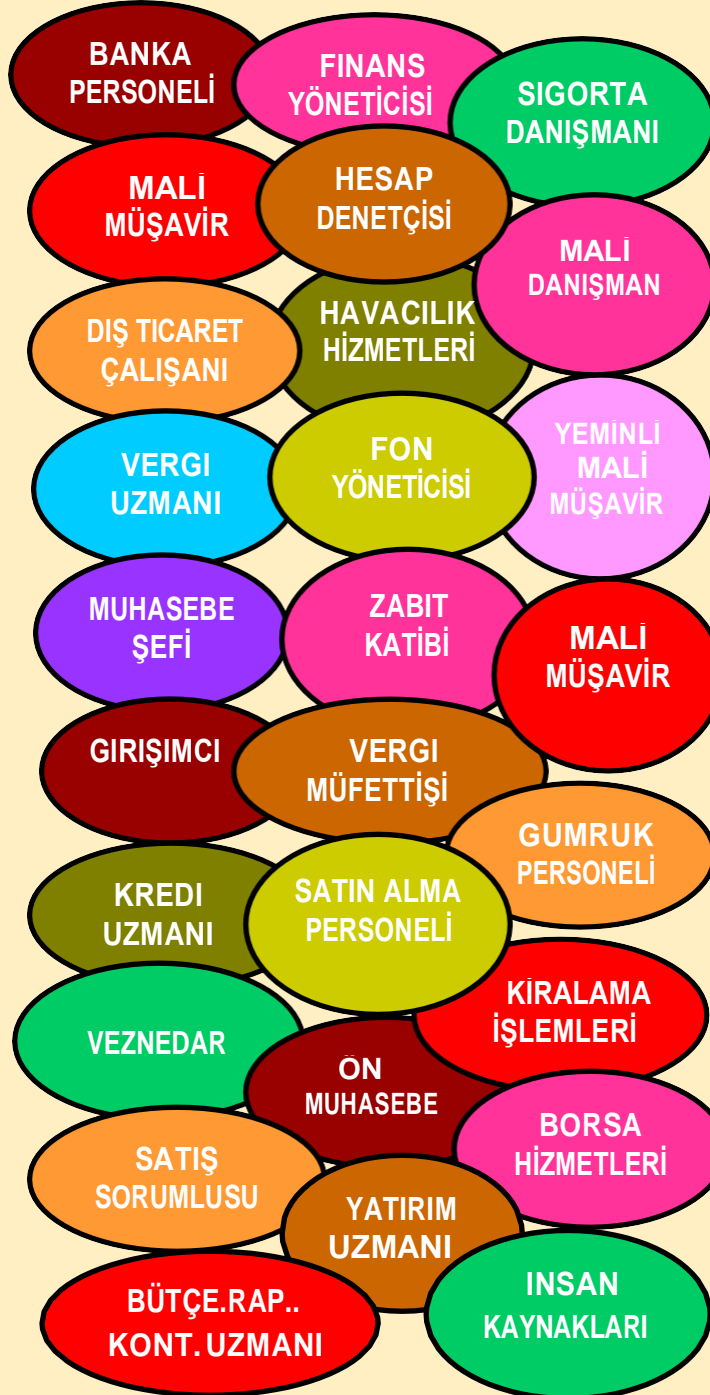 BANKA
PERSONELİ
FINANS
YÖNETİCİSİ
SIGORTA
DANIŞMANI
MALİ
MÜŞAVİR
HESAP
DENETÇİSİ
MALİ
DANIŞMAN
DIŞ TICARET
ÇALIŞANI
HAVACILIK
HİZMETLERİ
VERGI
UZMANI
FON
YÖNETİCİSİ
YEMİNLİ
MALİ
MÜŞAVİR
MUHASEBE
ŞEFİ
ZABIT
KATİBİ
MALİ
MÜŞAVİR
GIRIŞIMCI
VERGI
MÜFETTİŞİ
GUMRUK
PERSONELİ
KREDI
UZMANI
SATIN ALMA
PERSONELİ
KİRALAMA
İŞLEMLERİ
VEZNEDAR
ÖN
MUHASEBE
BORSA
HİZMETLERİ
SATIŞ
SORUMLUSU
YATIRIM
UZMANI
INSAN
KAYNAKLARI
BÜTÇE.RAP..
KONT. UZMANI